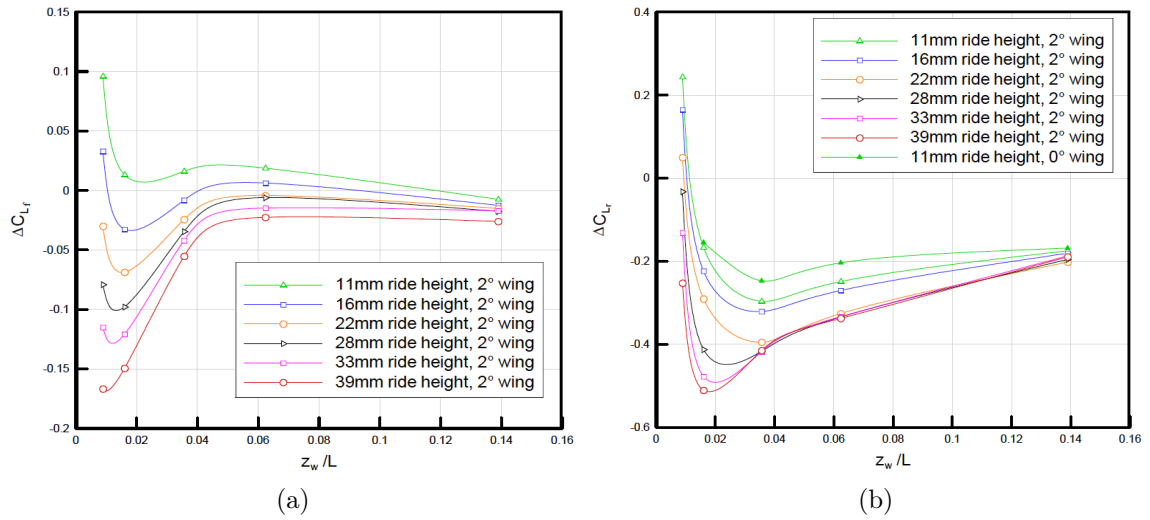 0.15
0.1
0.05
0
-0.05
-0.1
-0.15
-0.2
ΔC_{L_f}
11mm ride height, 2° wing
16mm ride height, 2° wing
22mm ride height, 2° wing
28mm ride height, 2° wing
33mm ride height, 2° wing
39mm ride height, 2° wing
0 0.02 0.04 0.06 0.08 0.1 0.12 0.14 0.16
z_w /L
(a)
0.4
0.2
0
-0.2
-0.4
-0.6
ΔC_{L_r}
11mm ride height, 2° wing
16mm ride height, 2° wing
22mm ride height, 2° wing
28mm ride height, 2° wing
33mm ride height, 2° wing
39mm ride height, 2° wing
11mm ride height, 0° wing
0 0.02 0.04 0.06 0.08 0.1 0.12 0.14 0.16
z_w /L
(b)